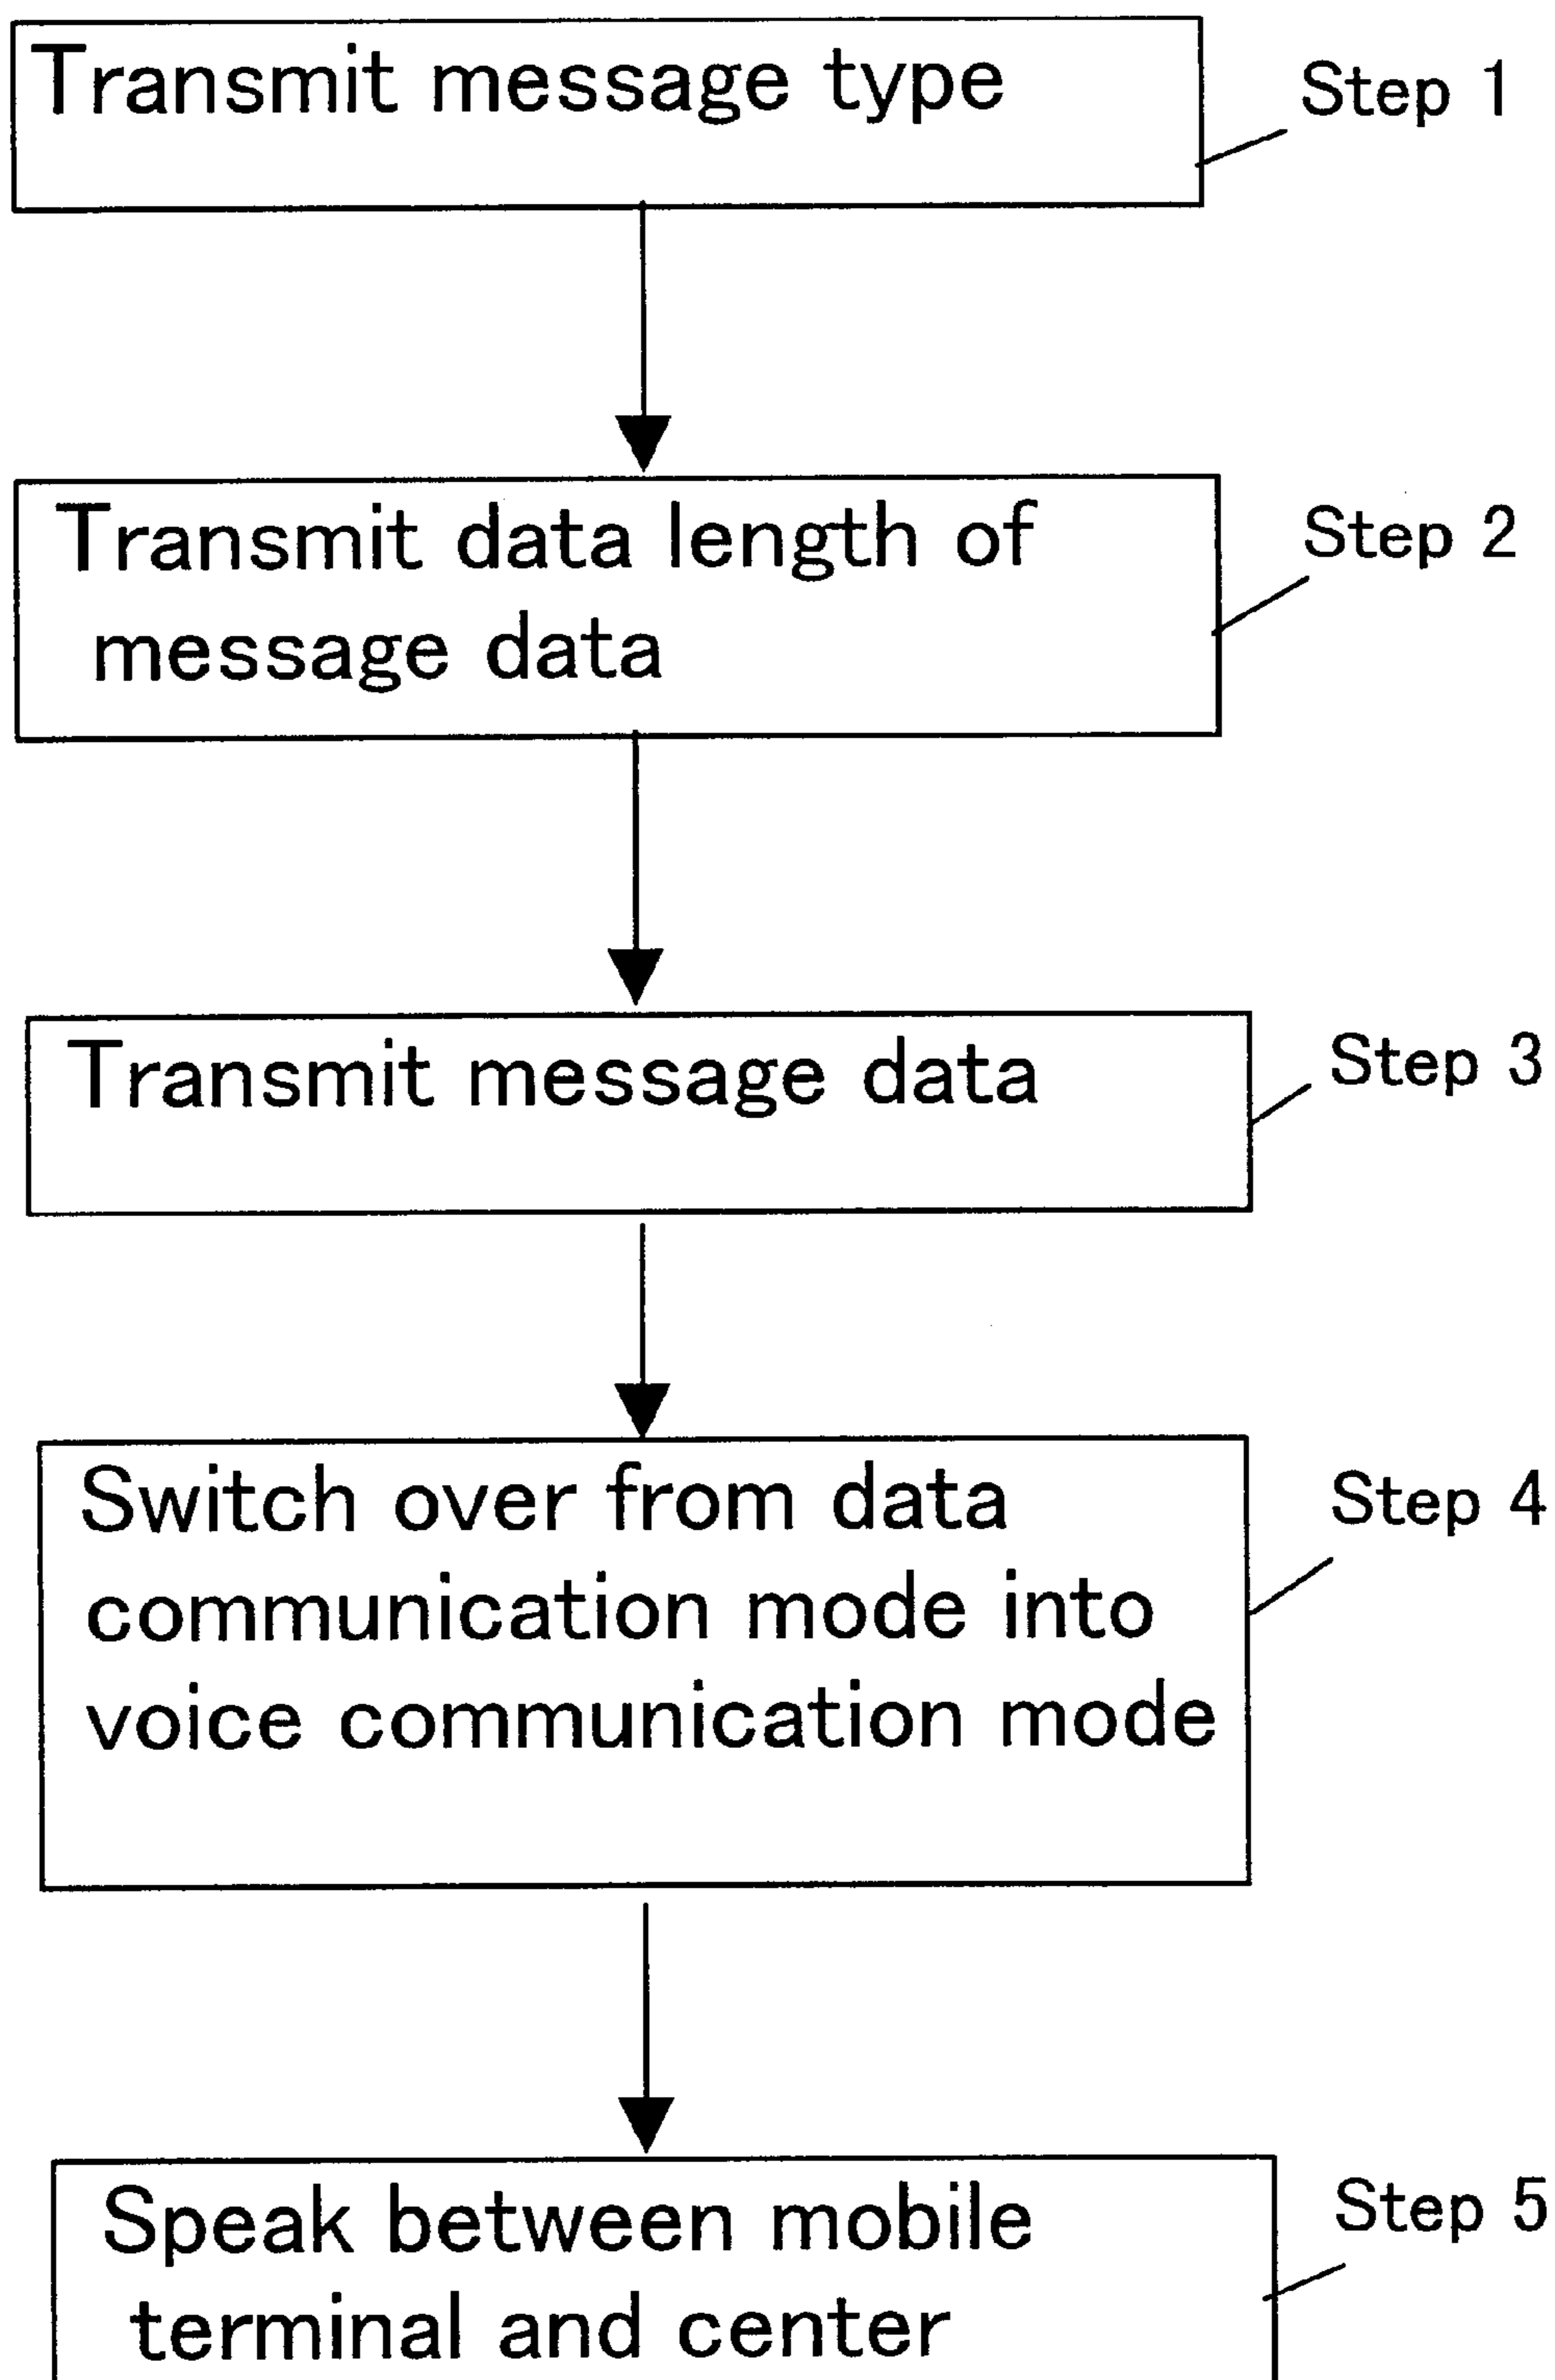 Transmit message type
Step 1
Transmit data length of
message data
Step 2
Transmit message data
Step 3
Switch over from data
communication mode into
voice communication mode
Step 4
Speak between mobile
terminal and center
Step 5